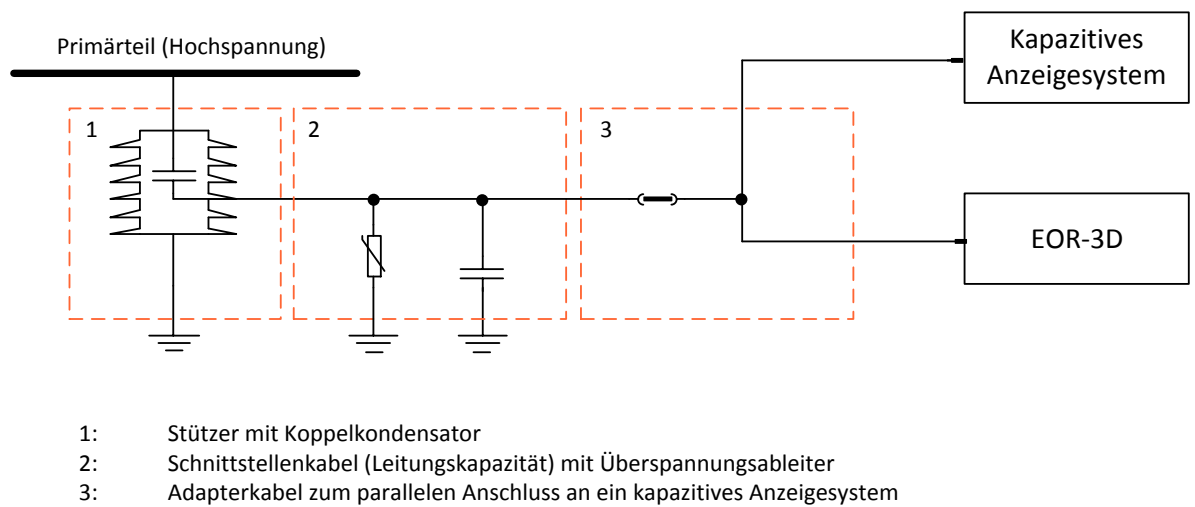 Primärteil (Hochspannung)
Kapazitives
Anzeigesystem
1
2
3
EOR-3D
1: Stützer mit Koppelkondensator
2: Schnittstellenkabel (Leitungskapazität) mit Überspannungsableiter
3: Adapterkabel zum parallelen Anschluss an ein kapazitives Anzeigesystem